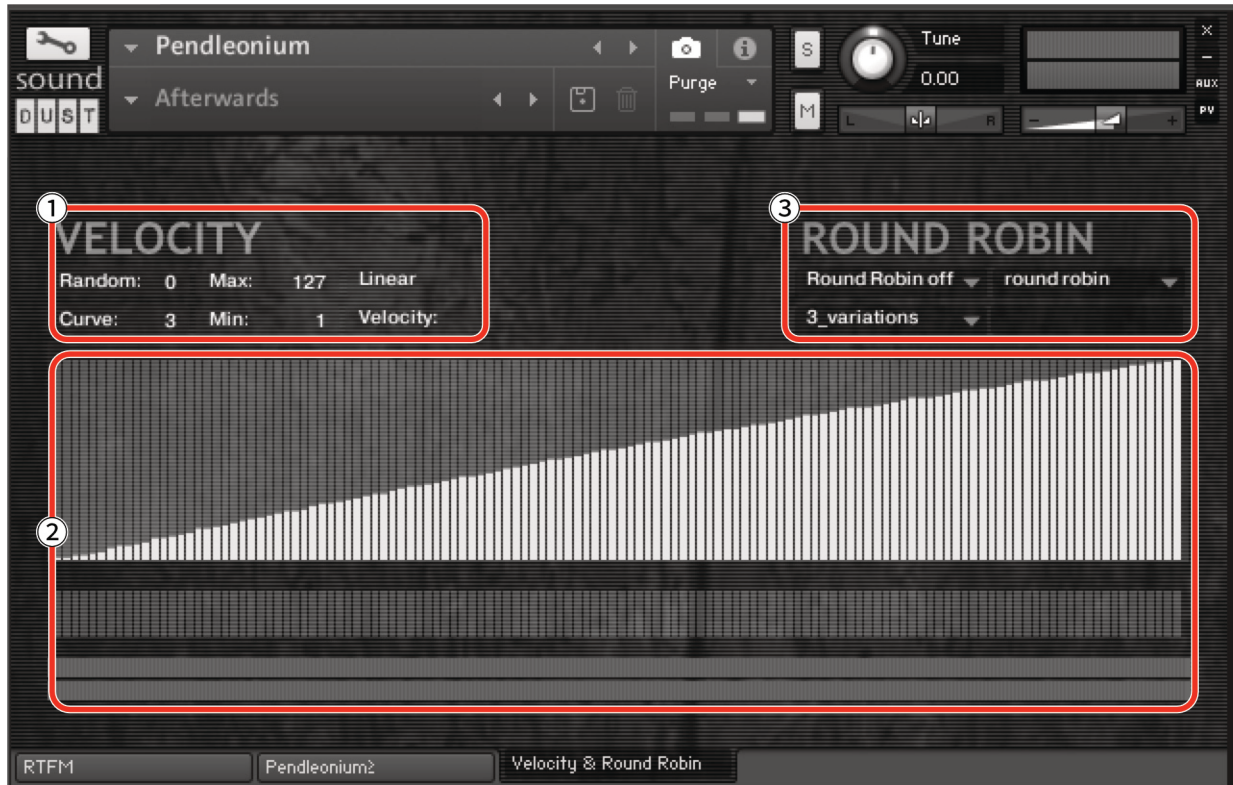 sound
DUST
Pendleonium
Afterwards
Purge
S
M
Tune
0.00
L R
- +
×
-
AUX
PV
1
VELOCITY
Random: 0 Max: 127 Linear
Curve: 3 Min: 1 Velocity:
3
ROUND ROBIN
Round Robin off round robin
3_variations
2
RTFM
Pendleonium2
Velocity & Round Robin